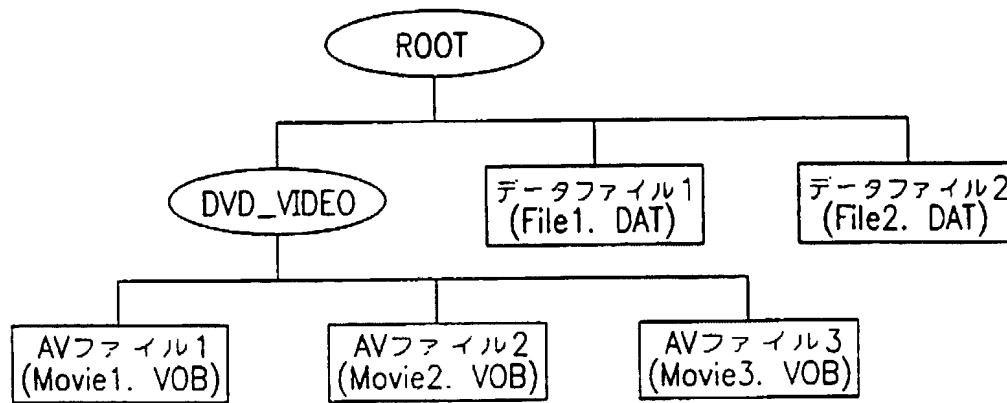 ROOT
DVD_VIDEO
データファイル1
(File1. DAT)
データファイル2
(File2. DAT)
AVファイル1
(Movie1. VOB)
AVファイル2
(Movie2. VOB)
AVファイル3
(Movie3. VOB)